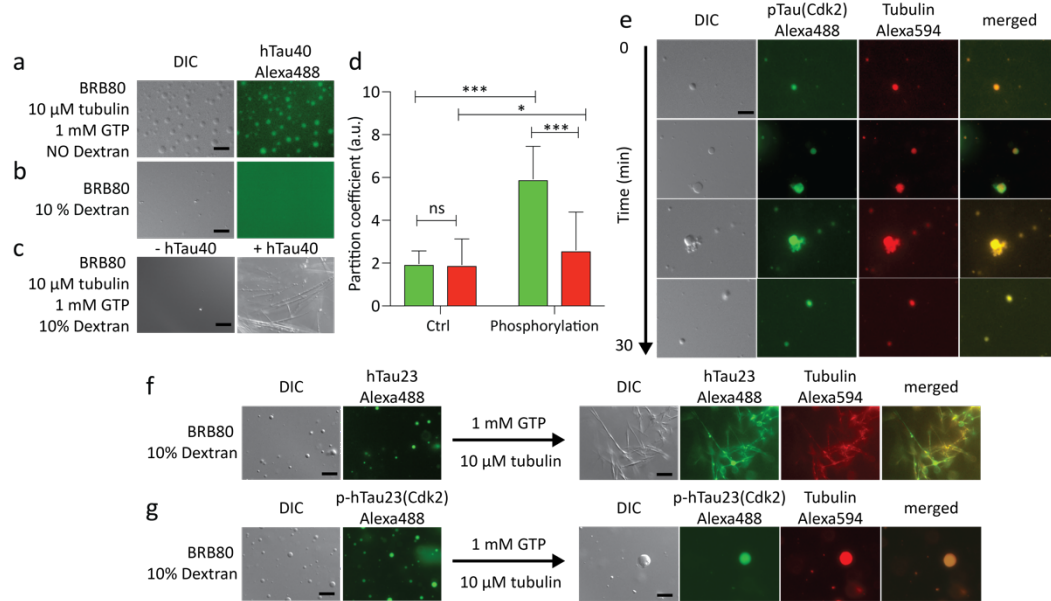 a
DIC
hTau40
Alexa488
BRB80
10 μM tubulin
1 mM GTP
NO Dextran
b
BRB80
10 % Dextran
c
- hTau40
+ hTau40
BRB80
10 μM tubulin
1 mM GTP
10% Dextran
d
Partition coefficient (a.u.)
10
8
6
4
2
0
***
*
***
ns
Ctrl
Phosphorylation
e
DIC
pTau(Cdk2)
Alexa488
Tubulin
Alexa594
merged
0
Time (min)
30
f
DIC
hTau23
Alexa488
BRB80
10% Dextran
1 mM GTP
10 μM tubulin
DIC
hTau23
Alexa488
Tubulin
Alexa594
merged
g
DIC
p-hTau23(Cdk2)
Alexa488
BRB80
10% Dextran
1 mM GTP
10 μM tubulin
DIC
p-hTau23(Cdk2)
Alexa488
Tubulin
Alexa594
merged